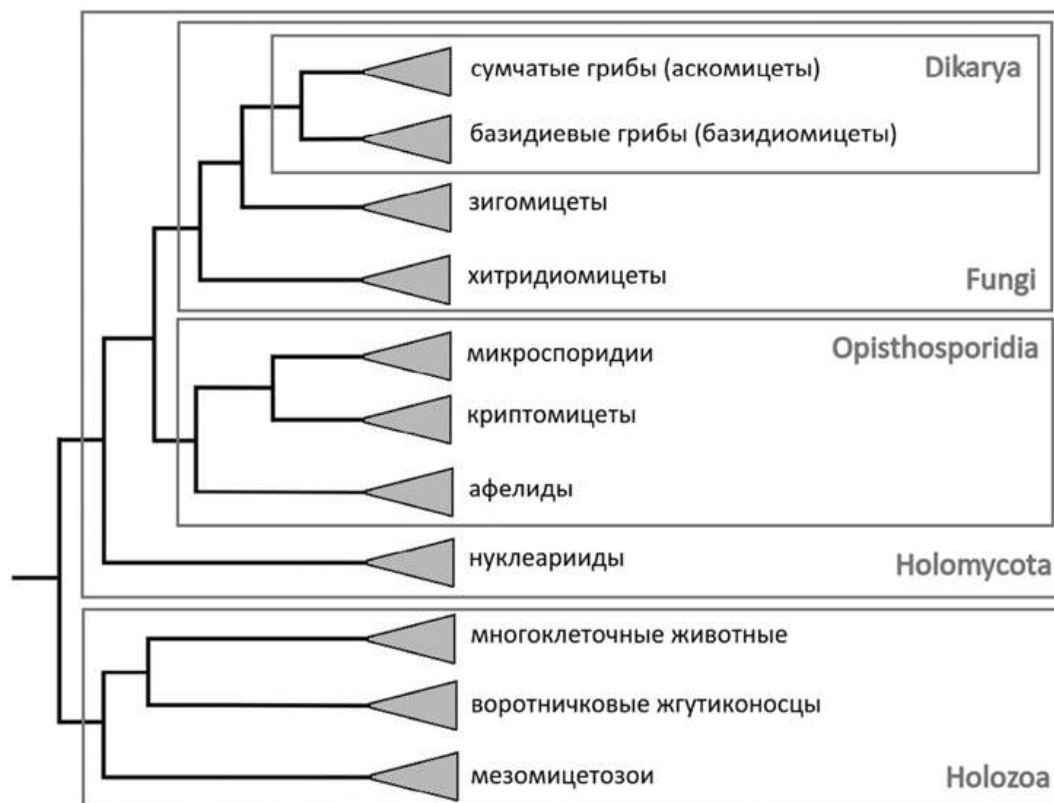 сумчатые грибы (аскомицеты)
Dikarya
базидиевые грибы (базидиомицеты)
зигомицеты
хитридиомицеты
Fungi
микроспоридии
Opisthosporidia
криптомицеты
афелиды
нуклеарииды
Holomycota
многоклеточные животные
воротничковые жгутиконосцы
мезомицетозои
Holozoa